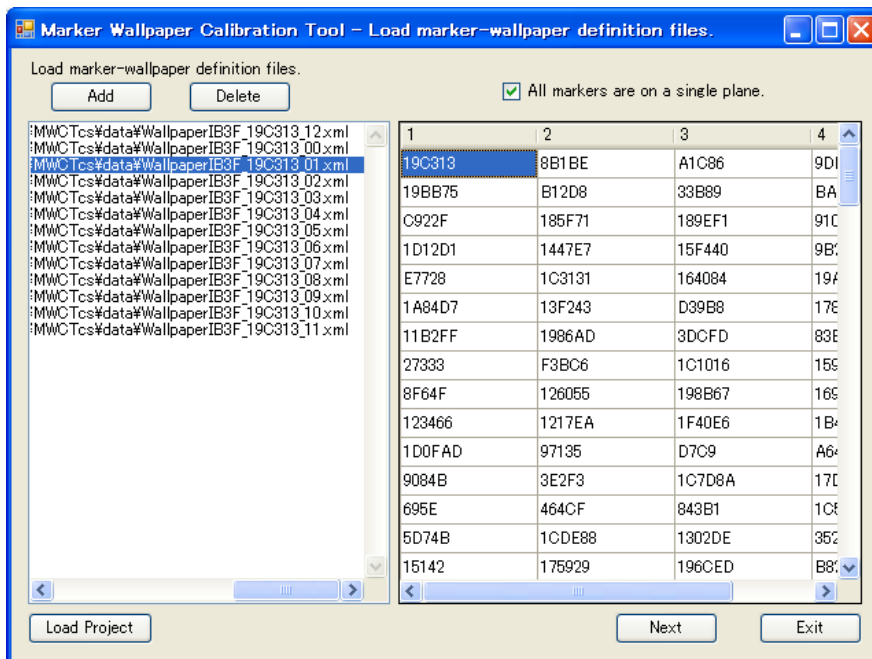 Marker Wallpaper Calibration Tool - Load marker-wallpaper definition files.
Load marker-wallpaper definition files.
Add Delete
All markers are on a single plane.
:MWCTcs¥data¥WallpaperIB3F_19C313_12.xml
:MWCTcs¥data¥WallpaperIB3F_19C313_00.xml
:MWCTcs¥data¥WallpaperIB3F_19C313_01.xml
:MWCTcs¥data¥WallpaperIB3F_19C313_02.xml
:MWCTcs¥data¥WallpaperIB3F_19C313_03.xml
:MWCTcs¥data¥WallpaperIB3F_19C313_04.xml
:MWCTcs¥data¥WallpaperIB3F_19C313_05.xml
:MWCTcs¥data¥WallpaperIB3F_19C313_06.xml
:MWCTcs¥data¥WallpaperIB3F_19C313_07.xml
:MWCTcs¥data¥WallpaperIB3F_19C313_08.xml
:MWCTcs¥data¥WallpaperIB3F_19C313_09.xml
:MWCTcs¥data¥WallpaperIB3F_19C313_10.xml
:MWCTcs¥data¥WallpaperIB3F_19C313_11.xml
1 2 3 4
19C313 8B1BE A1C86
19BB75 B12D8 33B89 BA
C922F 185F71 189EF1 910
1D12D1 1447E7 15F440
E7728 1C3131 164084
1A84D7 13F243 D39B8 178
11B2FF 1986AD 3DCFD
27333 F3BC6 1C1016 159
8F64F 126055 198B67 169
123466 1217EA 1F40E6
1D0FAD 97135 D7C9
9084B 3E2F3 1C7D8A
695E 464CF 843B1
5D74B 1CDE88 1302DE 352
15142 175929 196CED
Load Project Next Exit